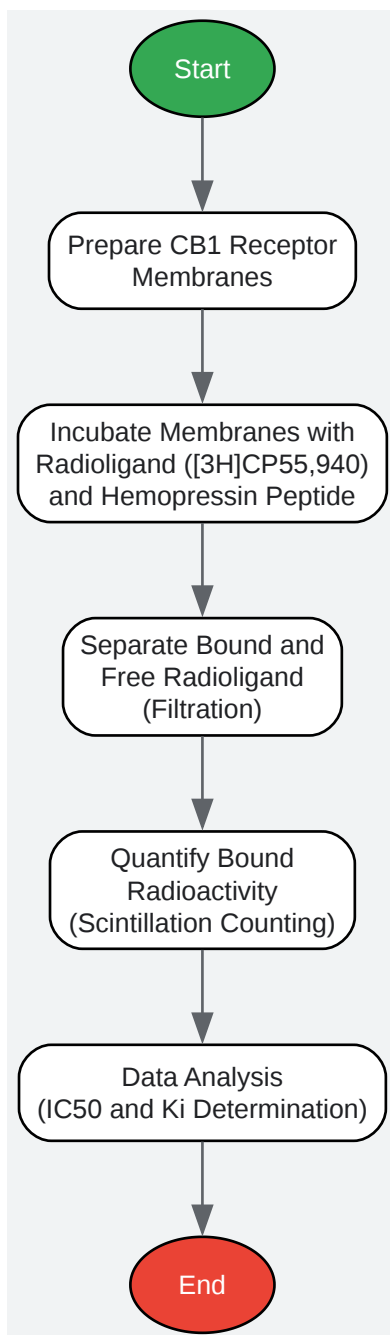 Start
Prepare CB1 Receptor
Membranes
Incubate Membranes with
Radioligand ([3H]CP55,940)
and Hemopressin Peptide
Separate Bound and
Free Radioligand
(Filtration)
Quantify Bound
Radioactivity
(Scintillation Counting)
Data Analysis
(IC50 and Ki Determination)
End